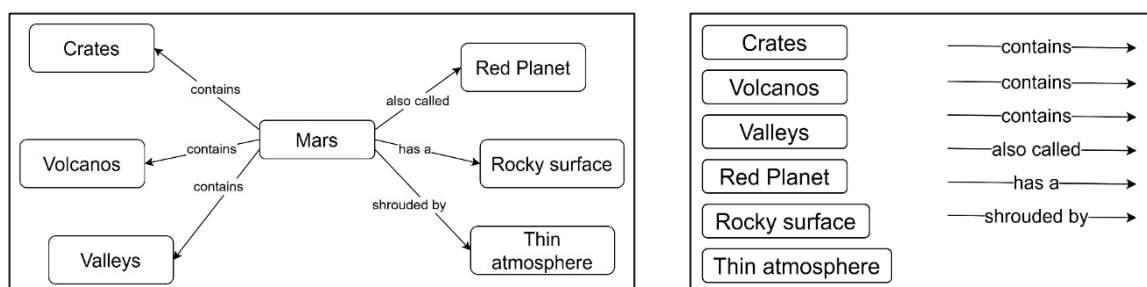 Crates
contains
Red Planet
also called
Mars
Volcanos
contains
has a
Rocky surface
contains
shrouded by
Valleys
Thin
atmosphere
Crates
contains
Volcanos
contains
contains
Valleys
also called
Red Planet
has a
Rocky surface
shrouded by
Thin atmosphere